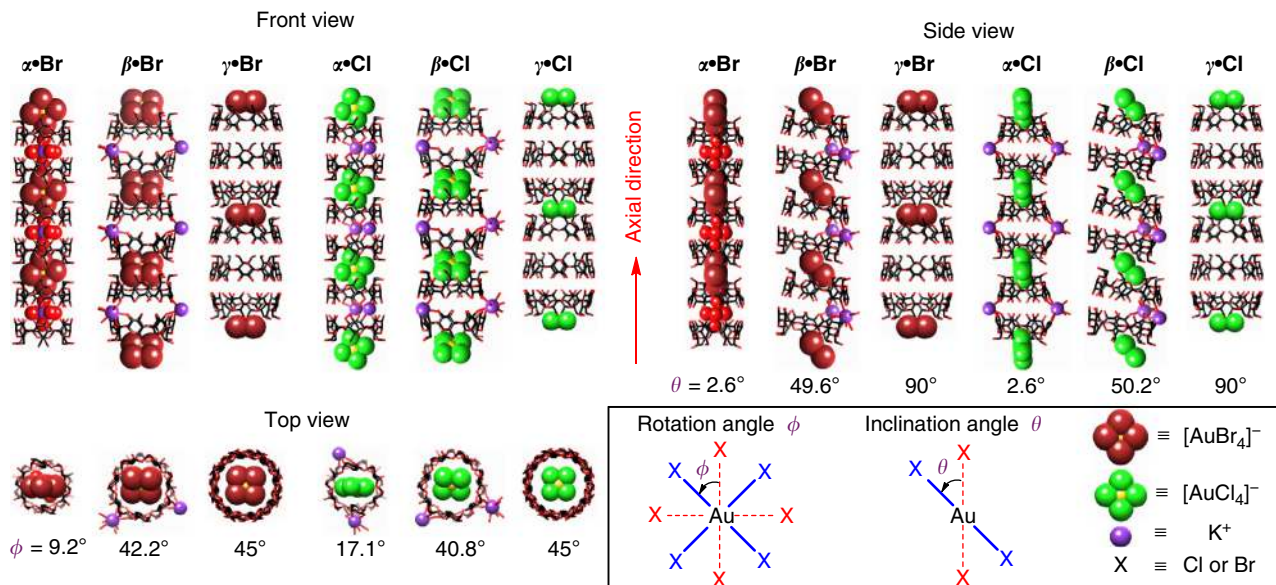 Front view
α•Br β•Br γ•Br α•Cl β•Cl γ•Cl
Side view
α•Br β•Br γ•Br α•Cl β•Cl γ•Cl
Axial direction
θ = 2.6° 49.6° 90° 2.6° 50.2° 90°
Top view
ϕ = 9.2° 42.2° 45° 17.1° 40.8° 45°
Rotation angle ϕ
X
X ϕ X
X Au X
X X
X
Inclination angle θ
X
X θ
Au
X
X
≡ [AuBr₄]⁻
≡ [AuCl₄]⁻
≡ K⁺
X ≡ Cl or Br